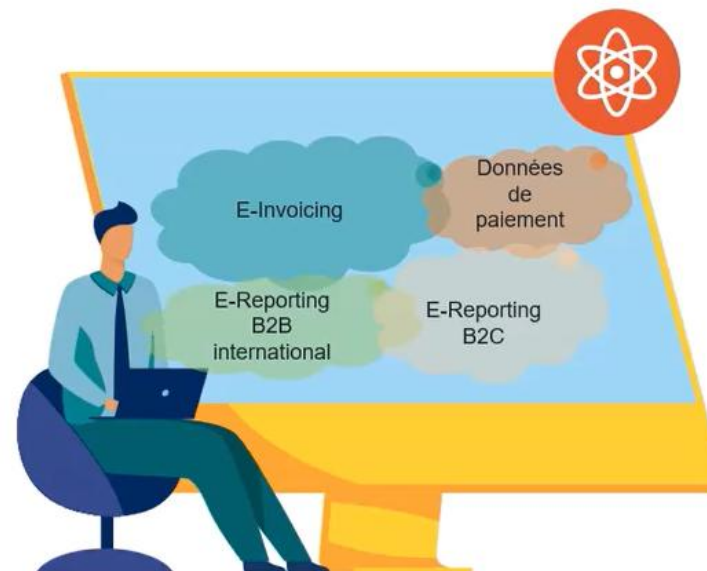 E-Invoicing
Données
de
paiement
E-Reporting
B2B
international
E-Reporting
B2C